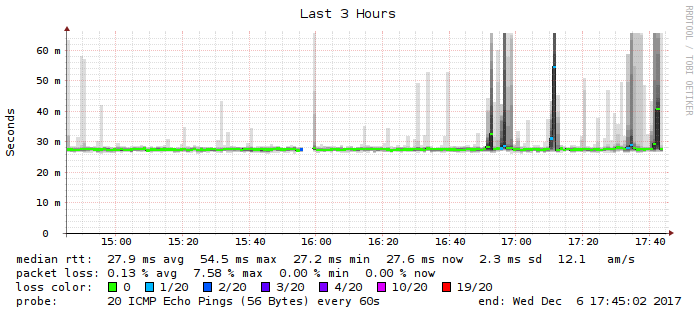 Last 3 Hours
RRDTOOL / TOBI OETIKER
Seconds
60 m
50 m
40 m
30 m
20 m
10 m
0
15:00 15:20 15:40 16:00 16:20 16:40 17:00 17:20 17:40
median rtt: 27.9 ms avg 54.5 ms max 27.2 ms min 27.6 ms now 2.3 ms sd 12.1 am/s
packet loss: 0.13 % avg 7.58 % max 0.00 % min 0.00 % now
loss color: 0 1/20 2/20 3/20 4/20 10/20 19/20
probe: 20 ICMP Echo Pings (56 Bytes) every 60s end: Wed Dec 6 17:45:02 2017